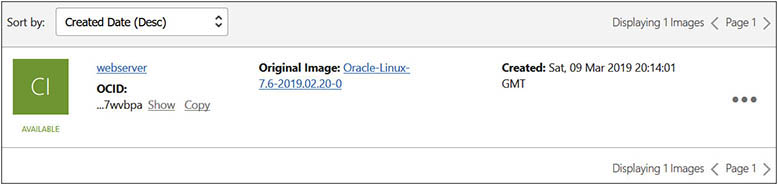 Sort by: Created Date (Desc) Displaying 1 Images Page 1
CI
AVAILABLE
webserver
OCID:
...7wvbpa Show Copy
Original Image: Oracle-Linux-
7.6-2019.02.20-0
Created: Sat, 09 Mar 2019 20:14:01
GMT
Displaying 1 Images Page 1